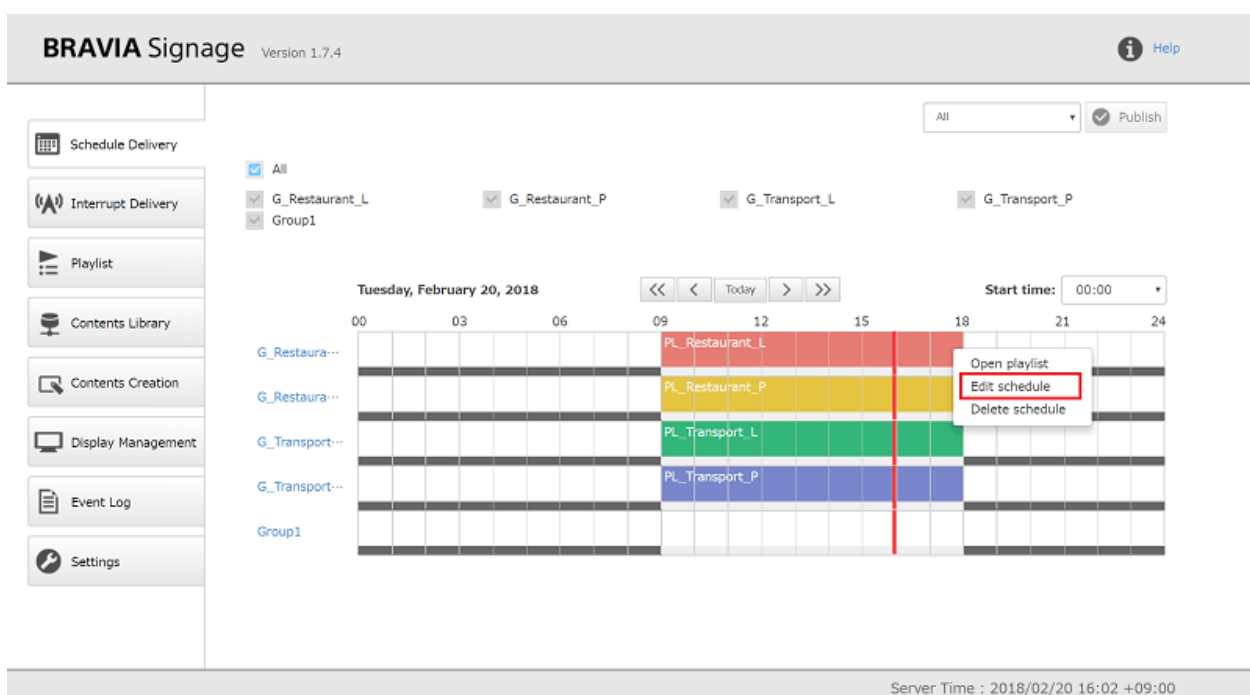 BRAVIA Signage Version 1.7.4 Help
All Publish
Schedule Delivery
All
Interrupt Delivery
G_Restaurant_L G_Restaurant_P G_Transport_L G_Transport_P
Group1
Playlist
Tuesday, February 20, 2018 << < Today > >> Start time: 00:00
Contents Library
00 03 06 09 12 15 18 21 24
G_Restaura··· PL_Restaurant_L
Open playlist
Contents Creation
Edit schedule
G_Restaura··· PL_Restaurant_P
Delete schedule
Display Management
G_Transport··· PL_Transport_L
G_Transport··· PL_Transport_P
Event Log
Group1
Settings
Server Time : 2018/02/20 16:02 +09:00